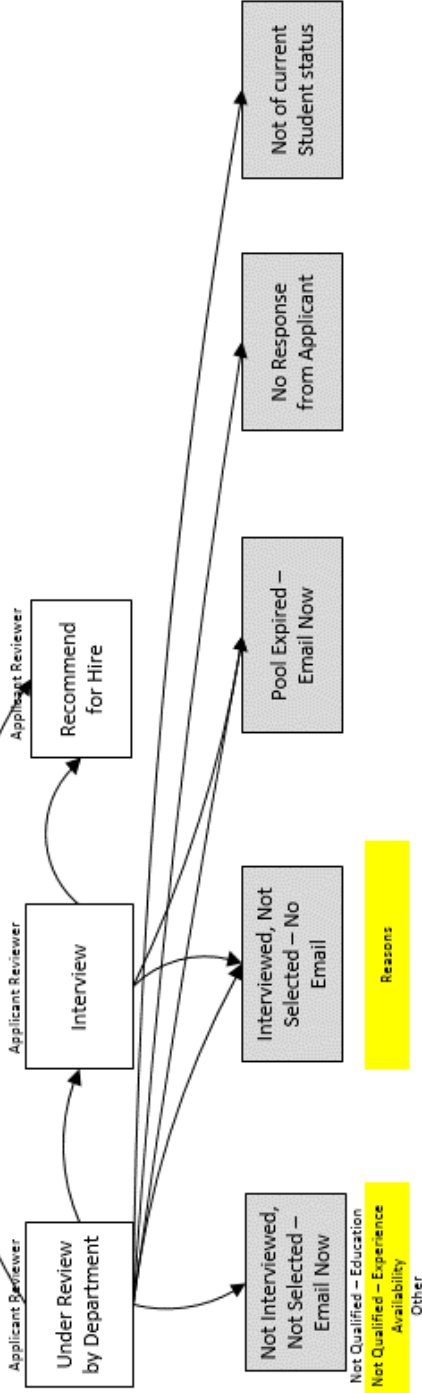 Applicant Reviewer
Under Review
by Department
Applicant Reviewer
Interview
Applicant Reviewer
Recommend
for Hire
Not Interviewed,
Not Selected –
Email Now
Interviewed, Not
Selected – No
Email
Pool Expired –
Email Now
No Response
from Applicant
Not of current
Student status
Not Qualified – Education
Not Qualified – Experience
Availability
Other
Reasons